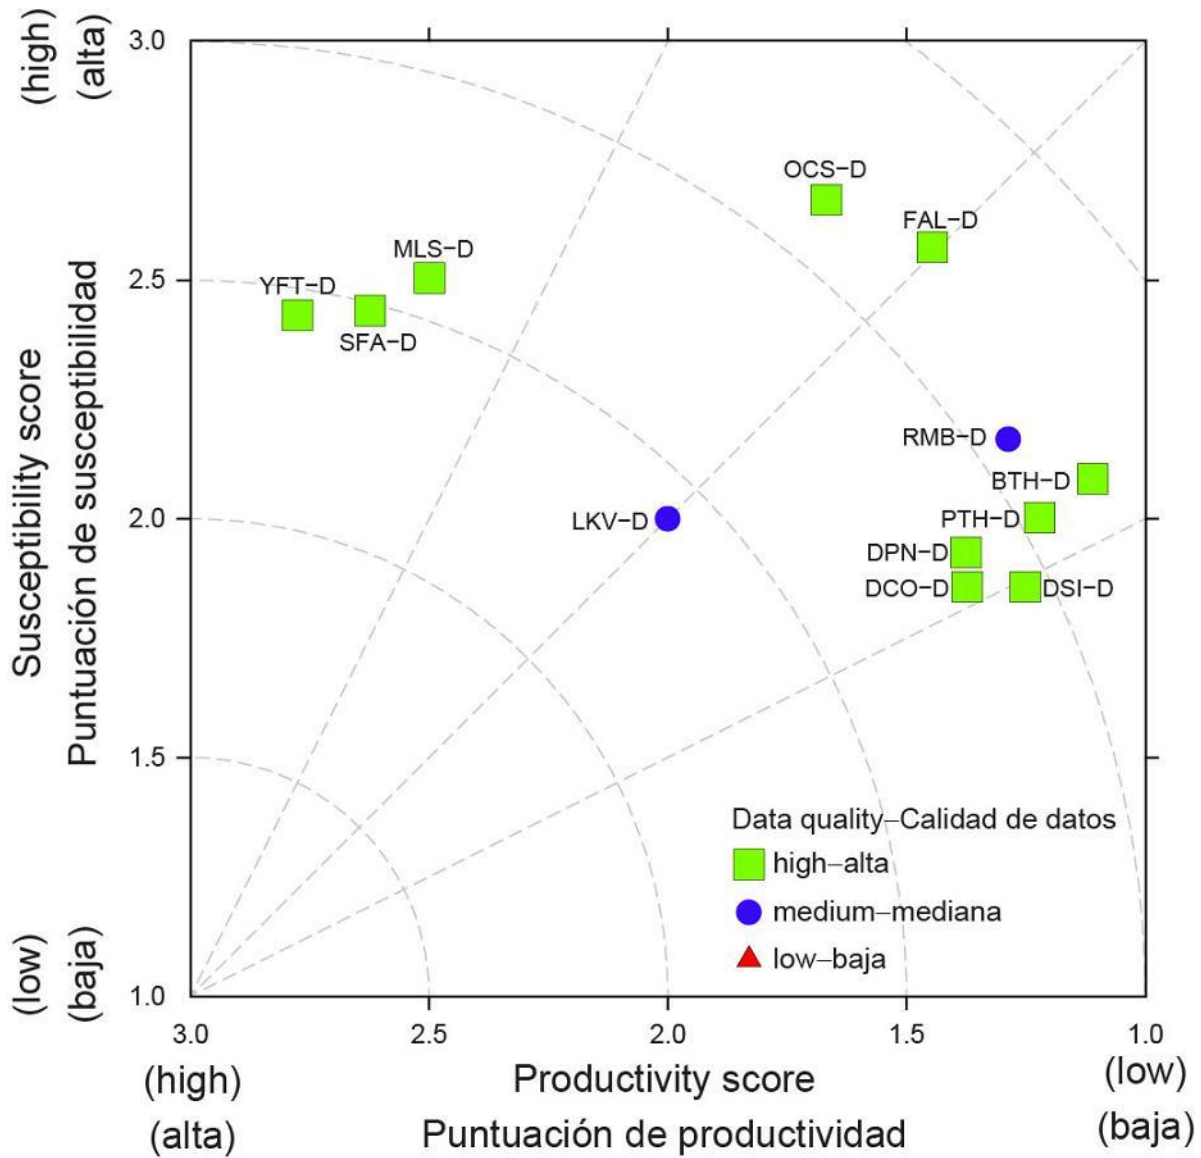 (high)
(alta)
Susceptibility score
Puntuación de susceptibilidad
(low)
(baja)
3.0
2.5
2.0
1.5
1.0
OCS–D
FAL–D
MLS–D
YFT–D
SFA–D
RMB–D
BTH–D
LKV–D
PTH–D
DPN–D
DCO–D
DSI–D
Data quality–Calidad de datos
high–alta
medium–mediana
low–baja
3.0
2.5
2.0
1.5
1.0
(high)
(alta)
Productivity score
Puntuación de productividad
(low)
(baja)